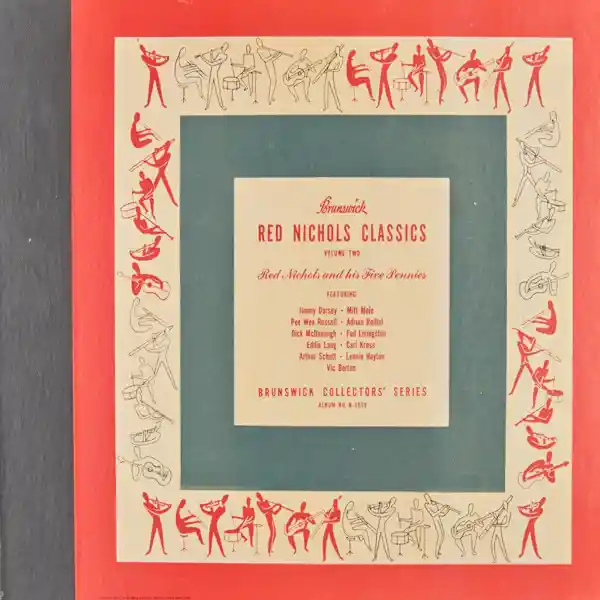 Brunswick
RED NICHOLS CLASSICS
VOLUME TWO
Red Nichols and his Five Pennies
FEATURING
Jimmy Dorsey • Miff Mole
Pee Wee Russell • Adrian Rollini
Dick McDonough • Fud Livingston
Eddie Lang • Carl Kress
Arthur Schutt • Lennie Hayton
Vic Berton
BRUNSWICK COLLECTORS' SERIES
ALBUM NO.